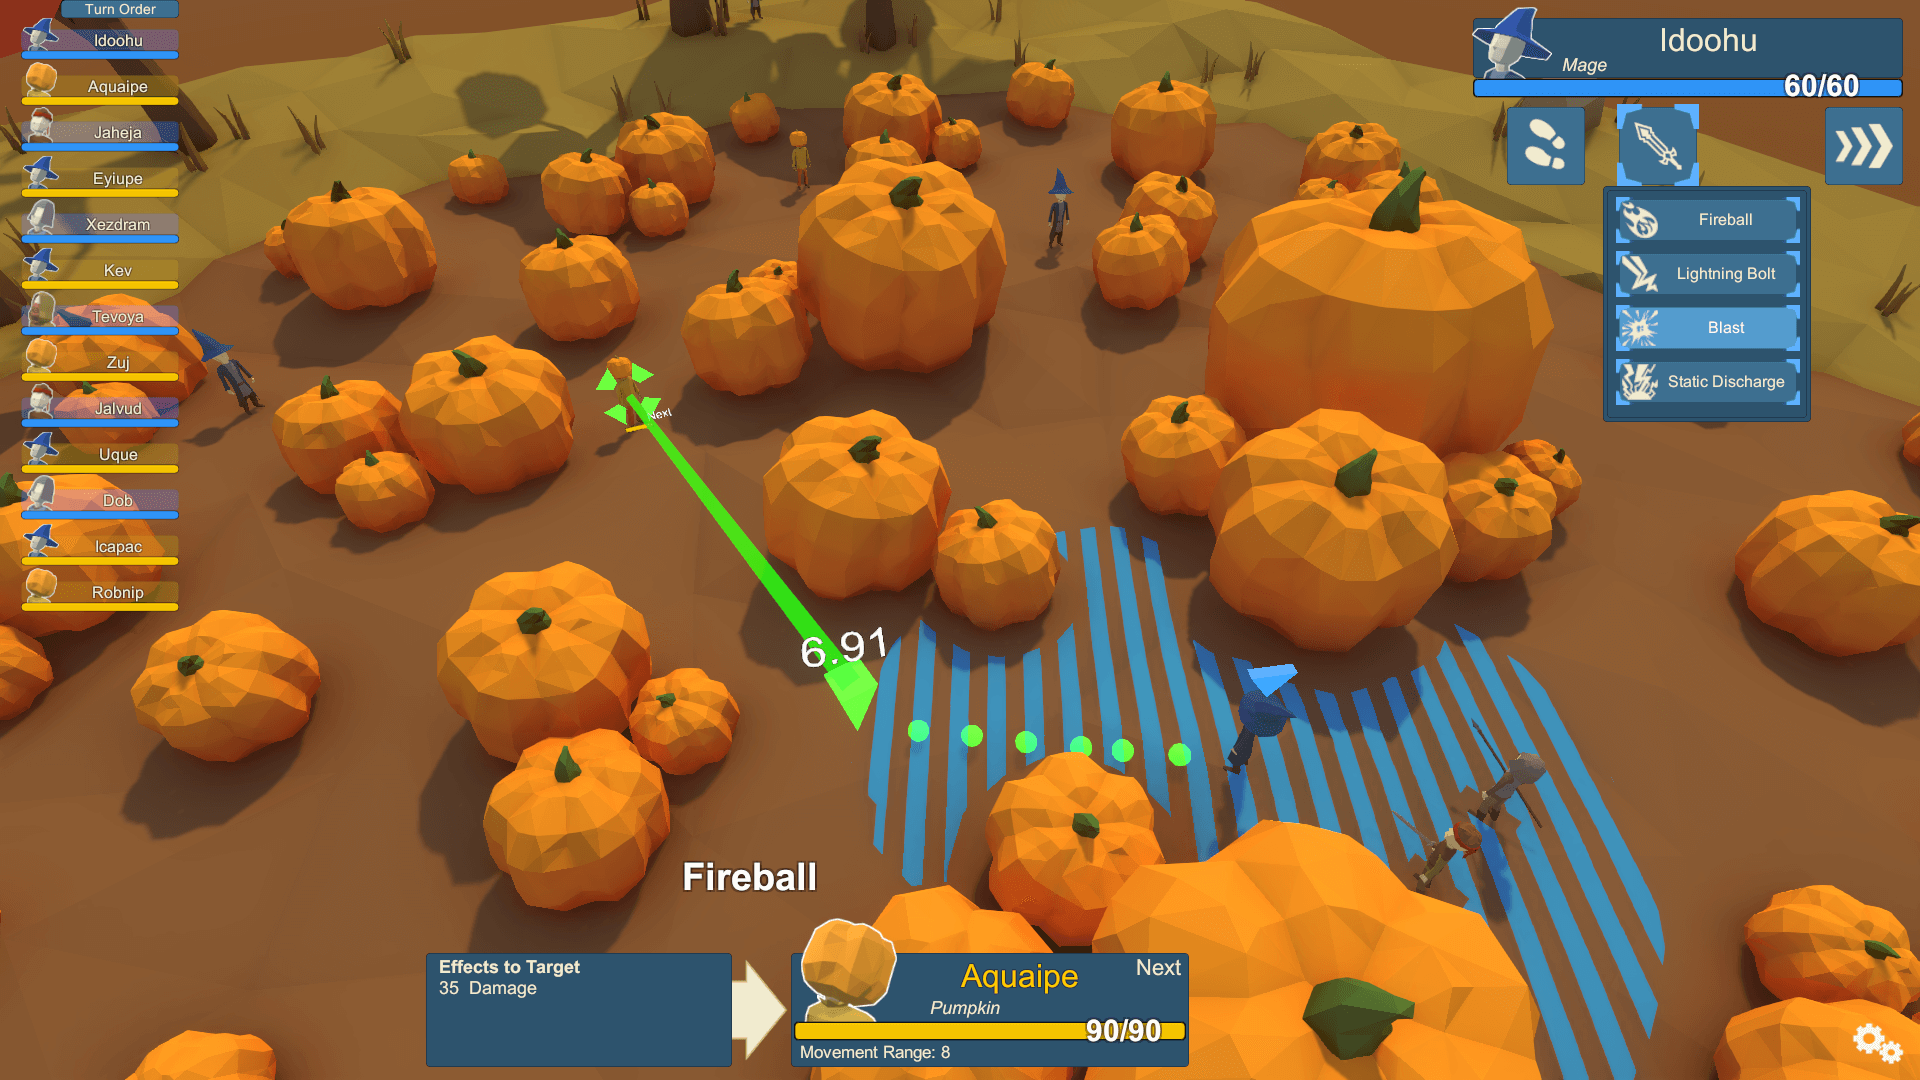 Turn Order
Idoohu
Aquaipe
Jaheja
Eyiupe
Xezdram
Kev
Tevoya
Zuj
Jalvud
Uque
Dob
Icapac
Robnip
Idoohu
Mage
60/60
Fireball
Lightning Bolt
Blast
Static Discharge
Next
6.91
Fireball
Effects to Target
35 Damage
Aquaipe
Next
Pumpkin
90/90
Movement Range: 8